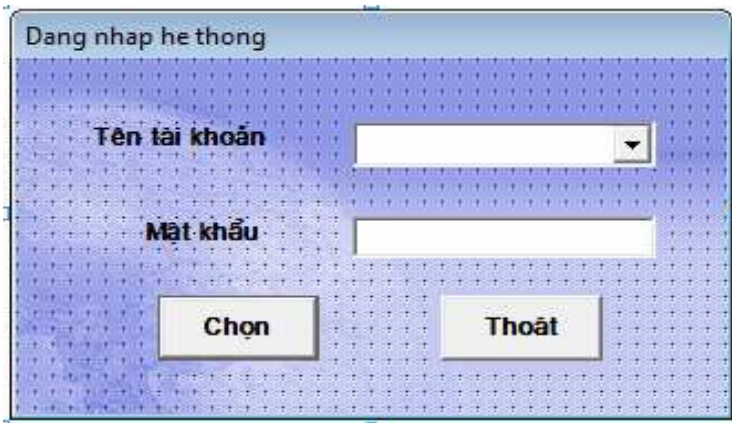 Dang nhap he thong
Tên tài khoản
Mật khẩu
Chọn Thoát